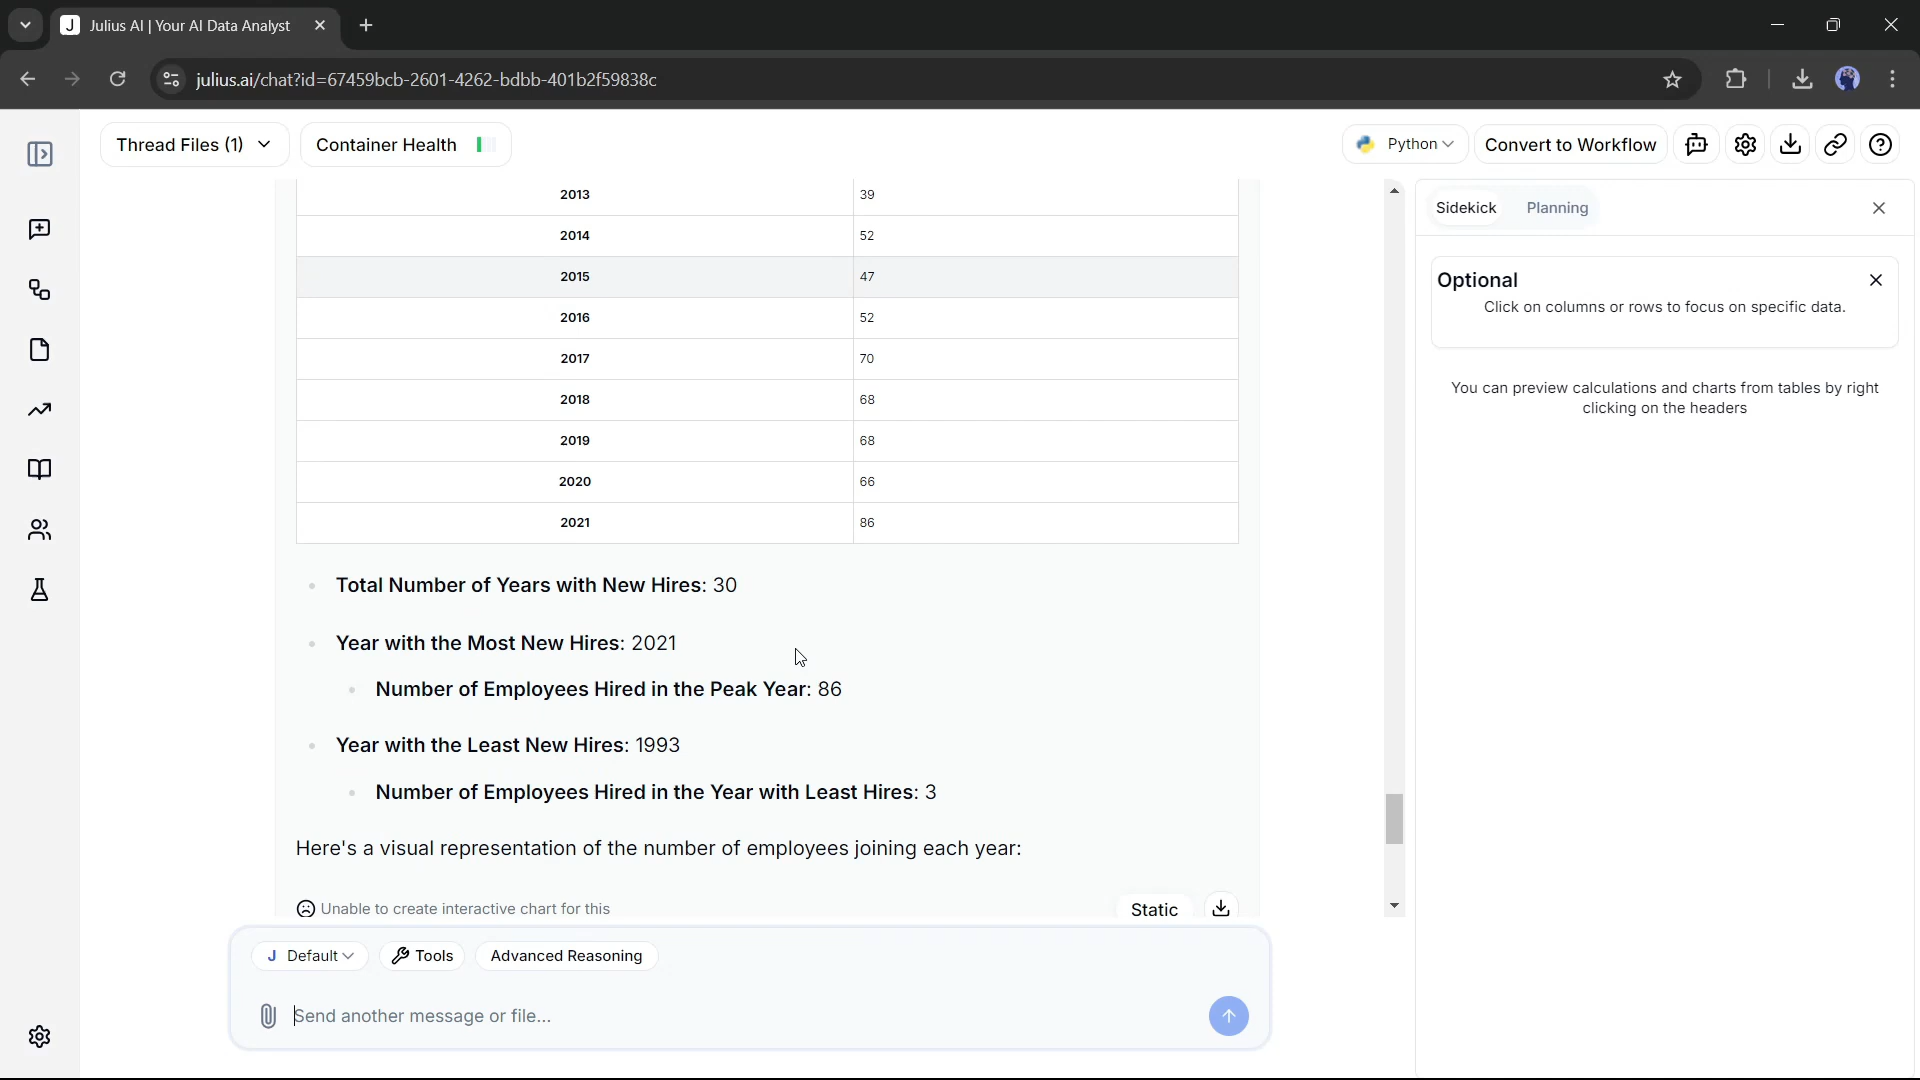 J Julius AI | Your AI Data Analyst
julius.ai/chat?id=67459bcb-2601-4262-bdbb-401b2f59838c
Thread Files (1)
Container Health
Python
Convert to Workflow
2013 39
2014 52
2015 47
2016 52
2017 70
2018 68
2019 68
2020 66
2021 86
Total Number of Years with New Hires: 30
Year with the Most New Hires: 2021
Number of Employees Hired in the Peak Year: 86
Year with the Least New Hires: 1993
Number of Employees Hired in the Year with Least Hires: 3
Here's a visual representation of the number of employees joining each year:
Unable to create interactive chart for this
Static
J Default
Tools
Advanced Reasoning
Send another message or file...
Sidekick
Planning
Optional
Click on columns or rows to focus on specific data.
You can preview calculations and charts from tables by right
clicking on the headers